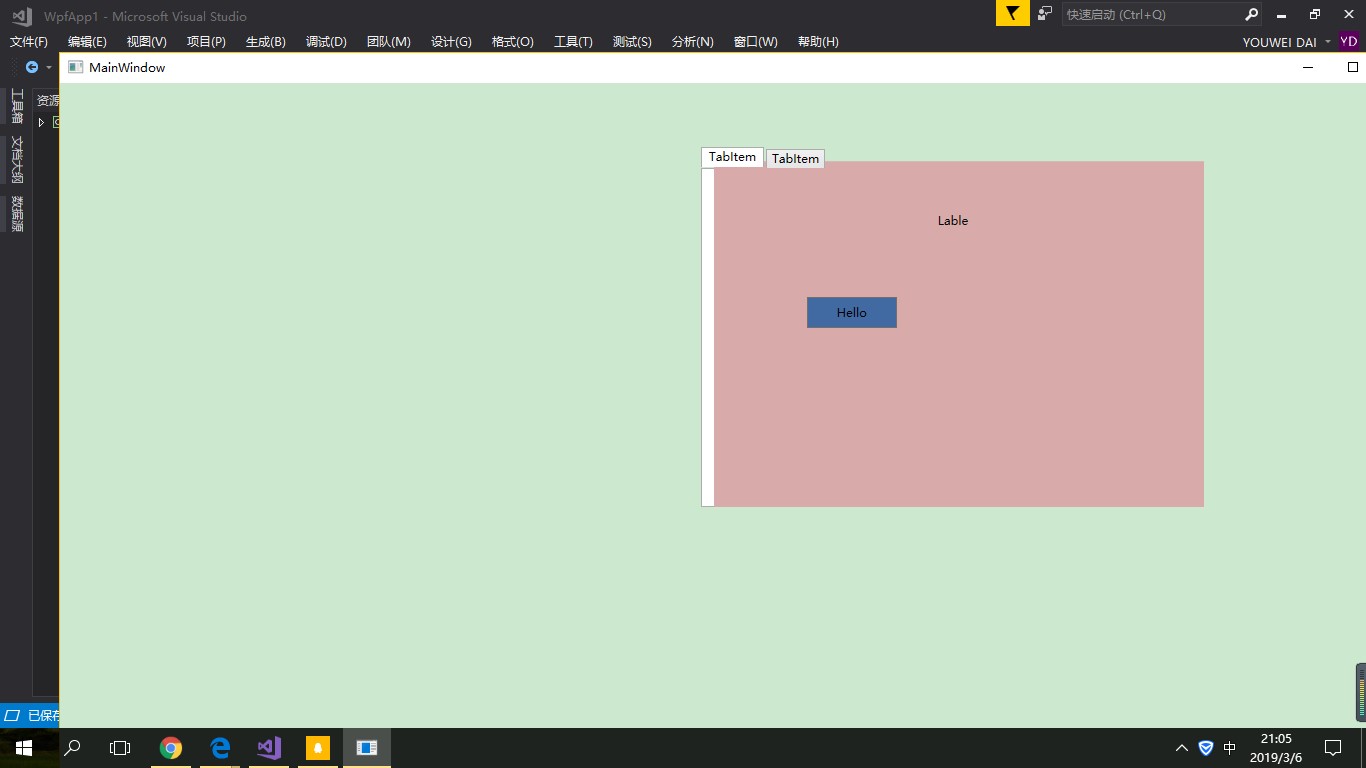 WpfApp1 - Microsoft Visual Studio
快速启动 (Ctrl+Q)
文件(F) 编辑(E) 视图(V) 项目(P) 生成(B) 调试(D) 团队(M) 设计(G) 格式(O) 工具(T) 测试(S) 分析(N) 窗口(W) 帮助(H)
YOUWEI DAI YD
MainWindow
工具箱
文档大纲
数据源
资源
TabItem TabItem
Lable
Hello
已保存
中
21:05
2019/3/6